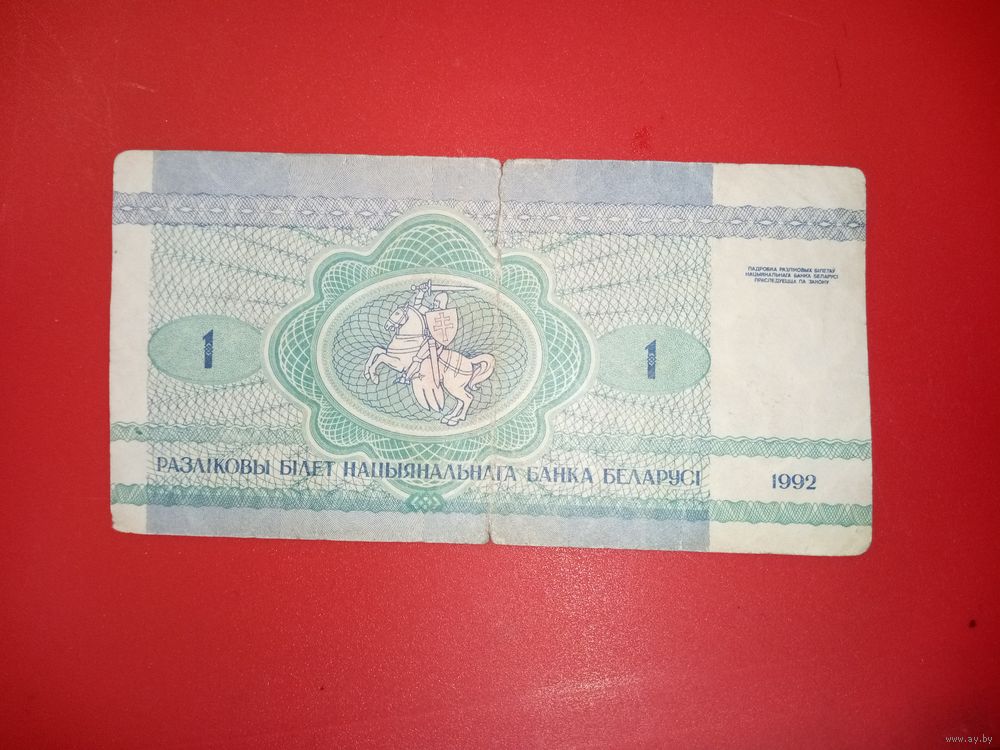 ПАДРОБКА РАЗЛІКОВЫХ БІЛЕТАЎ
НАЦЫЯНАЛЬНАГА БАНКА БЕЛАРУСІ
ПРАСЛЕДУЕЦЦА ПА ЗАКОНУ
1
1
РАЗЛІКОВЫ БІЛЕТ НАЦЫЯНАЛЬНАГА БАНКА БЕЛАРУСІ
1992
www.ay.by